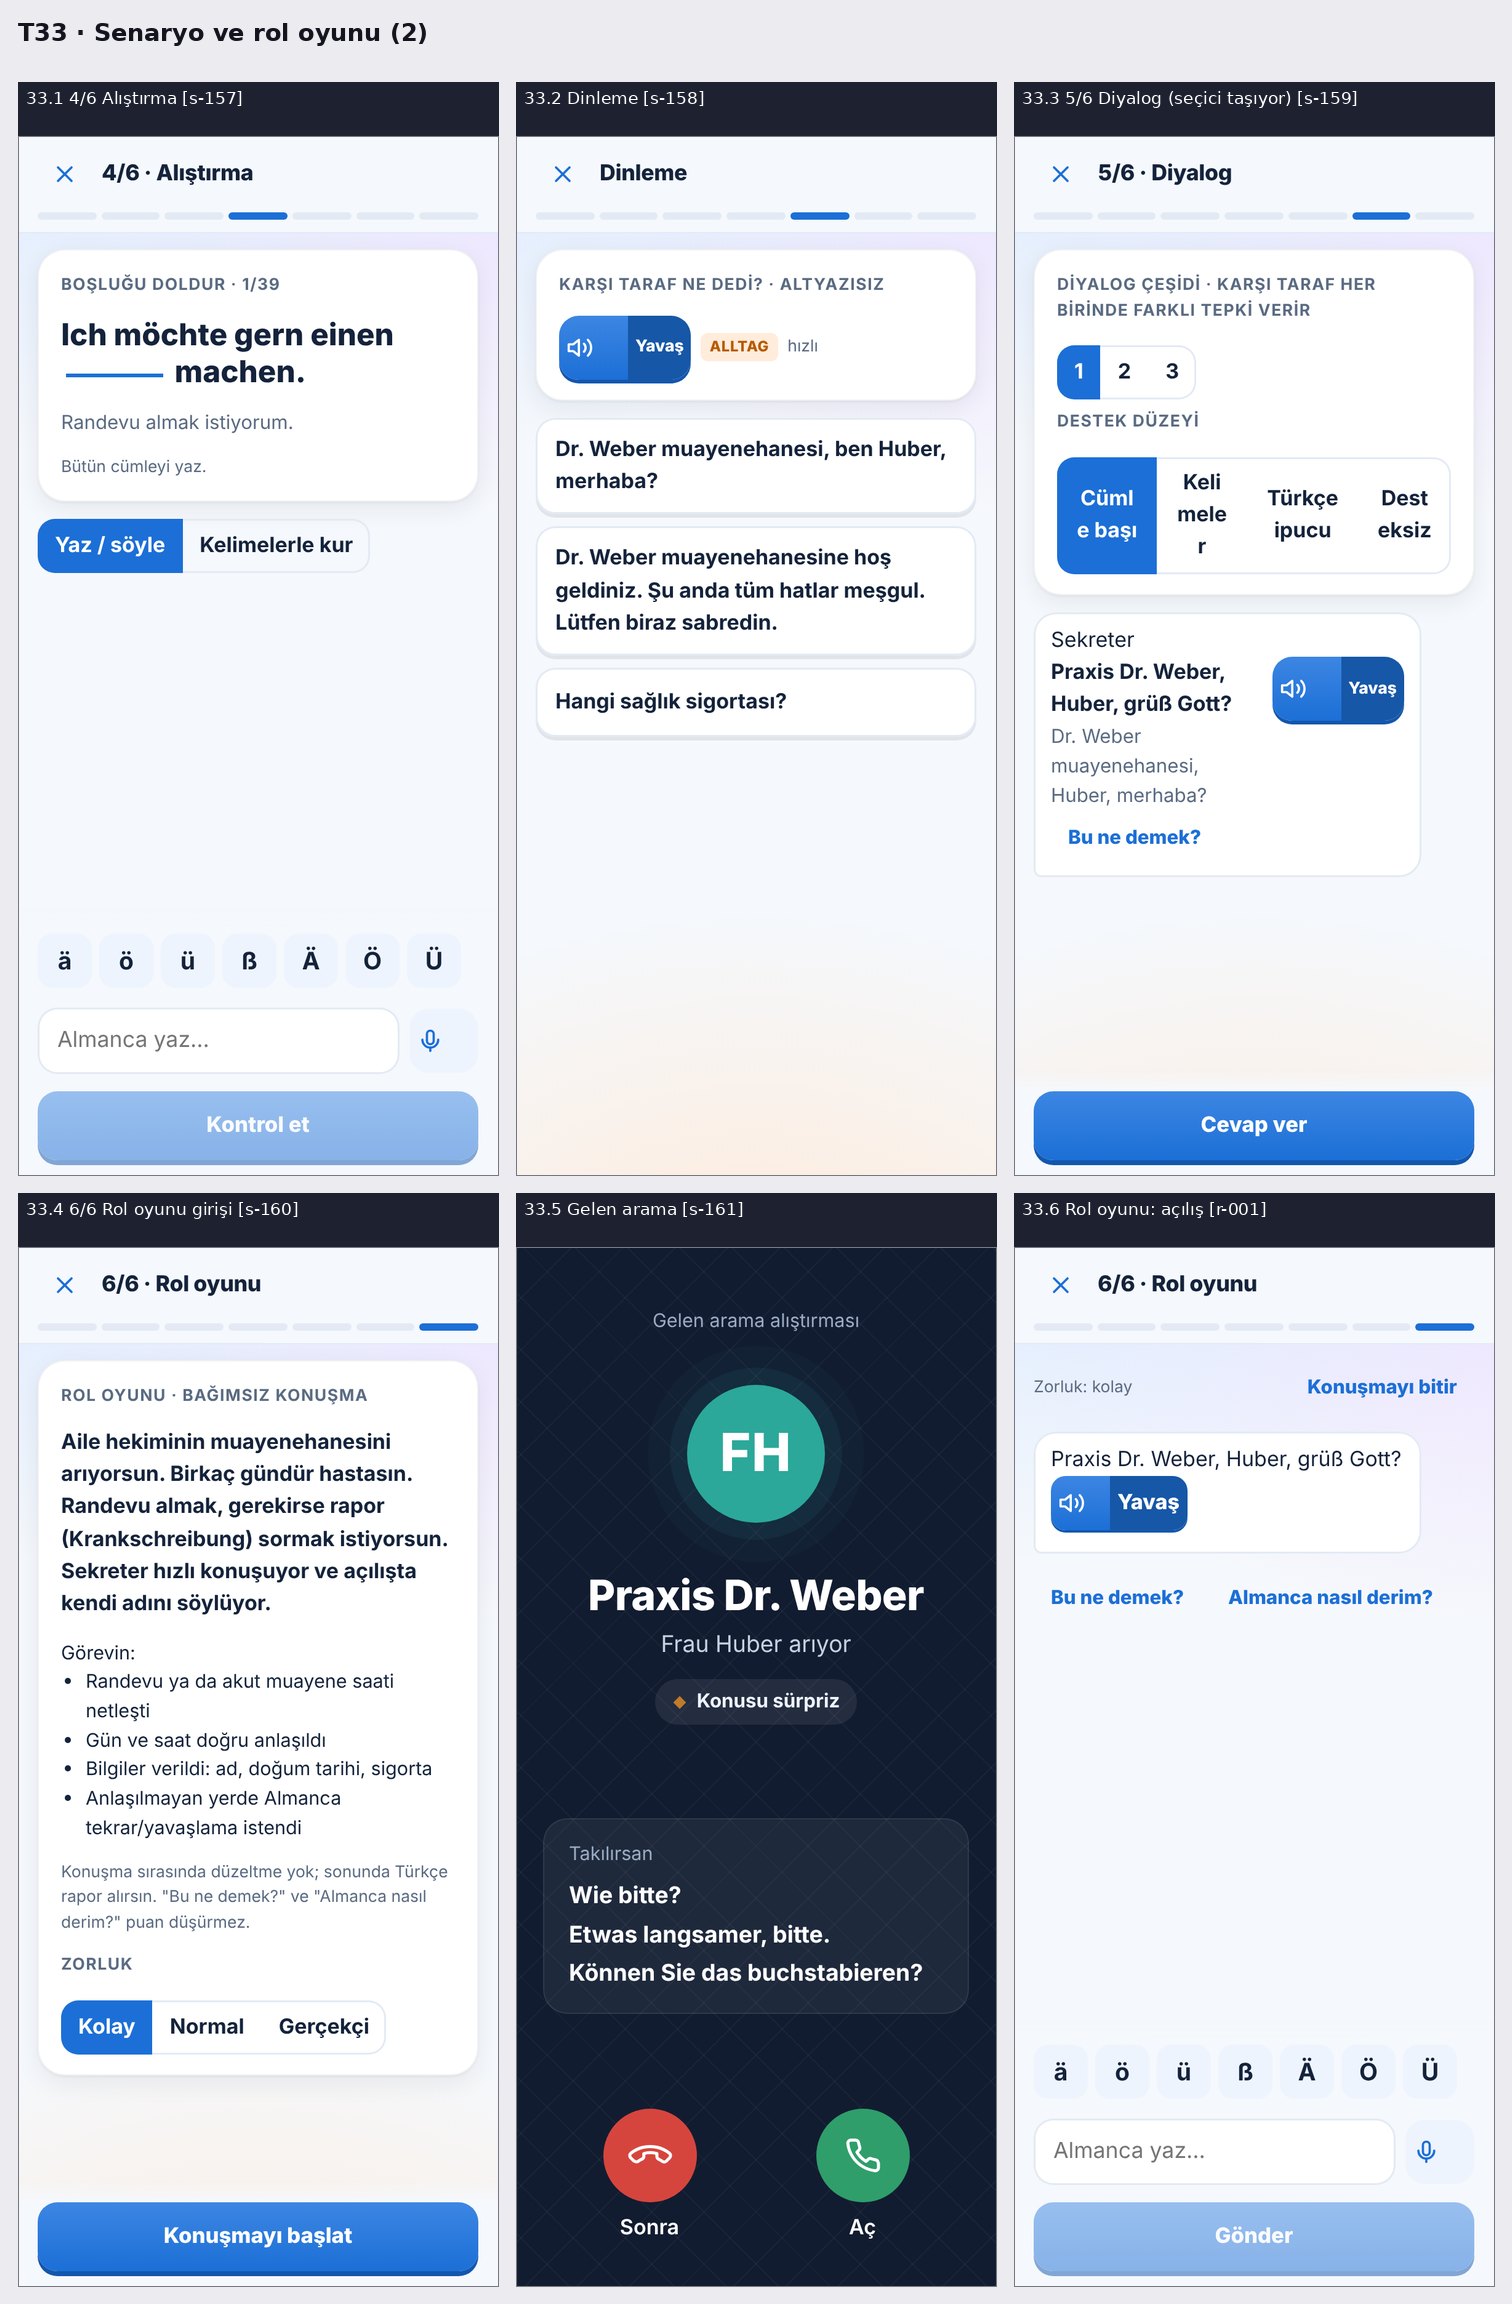 T33 · Senaryo ve rol oyunu (2)
33.1 4/6 Alıştırma [s-157]
4/6 · Alıştırma
BOŞLUĞU DOLDUR · 1/39
Ich möchte gern einen
machen.
Randevu almak istiyorum.
Bütün cümleyi yaz.
Yaz / söyle
Kelimelerle kur
ä ö ü ß Ä Ö Ü
Almanca yaz...
Kontrol et
33.2 Dinleme [s-158]
Dinleme
KARŞI TARAF NE DEDİ? · ALTYAZISIZ
Yavaş
ALLTAG
hızlı
Dr. Weber muayenehanesi, ben Huber,
merhaba?
Dr. Weber muayenehanesine hoş
geldiniz. Şu anda tüm hatlar meşgul.
Lütfen biraz sabredin.
Hangi sağlık sigortası?
33.3 5/6 Diyalog (seçici taşıyor) [s-159]
5/6 · Diyalog
DİYALOG ÇEŞİDİ · KARŞI TARAF HER
BİRİNDE FARKLI TEPKİ VERİR
1 2 3
DESTEK DÜZEYİ
Cüml
e başı
Keli
mele
r
Türkçe
ipucu
Dest
eksiz
Sekreter
Praxis Dr. Weber,
Huber, grüß Gott?
Yavaş
Dr. Weber
muayenehanesi,
Huber, merhaba?
Bu ne demek?
Cevap ver
33.4 6/6 Rol oyunu girişi [s-160]
6/6 · Rol oyunu
ROL OYUNU · BAĞIMSIZ KONUŞMA
Aile hekiminin muayenehanesini
arıyorsun. Birkaç gündür hastasın.
Randevu almak, gerekirse rapor
(Krankschreibung) sormak istiyorsun.
Sekreter hızlı konuşuyor ve açılışta
kendi adını söylüyor.
Görevin:
• Randevu ya da akut muayene saati
netleşti
• Gün ve saat doğru anlaşıldı
• Bilgiler verildi: ad, doğum tarihi, sigorta
• Anlaşılmayan yerde Almanca
tekrar/yavaşlama istendi
Konuşma sırasında düzeltme yok; sonunda Türkçe
rapor alırsın. "Bu ne demek?" ve "Almanca nasıl
derim?" puan düşürmez.
ZORLUK
Kolay
Normal
Gerçekçi
Konuşmayı başlat
33.5 Gelen arama [s-161]
Gelen arama alıştırması
FH
Praxis Dr. Weber
Frau Huber arıyor
◆ Konusu sürpriz
Takılırsan
Wie bitte?
Etwas langsamer, bitte.
Können Sie das buchstabieren?
Sonra
Aç
33.6 Rol oyunu: açılış [r-001]
6/6 · Rol oyunu
Zorluk: kolay
Konuşmayı bitir
Praxis Dr. Weber, Huber, grüß Gott?
Yavaş
Bu ne demek?
Almanca nasıl derim?
ä ö ü ß Ä Ö Ü
Almanca yaz...
Gönder